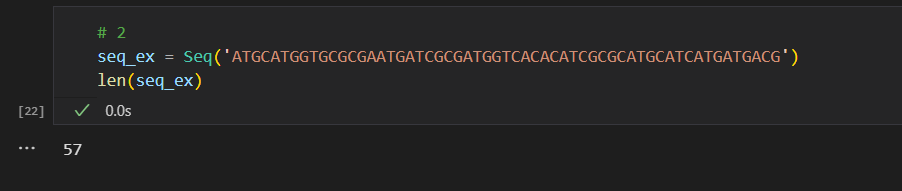 # 2
seq_ex = Seq('ATGCATGGTGCGCGAATGATCGCGATGGTCACACATCGCGCATGCATCATGATGACG')
len(seq_ex)
[22]
0.0s
...
57